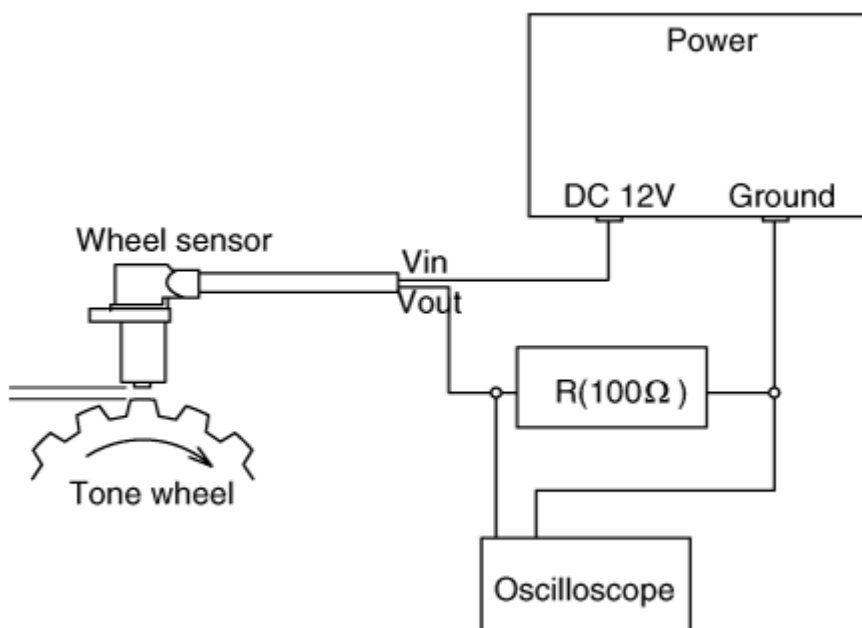 Power
DC 12V
Ground
Wheel sensor
Vin
Vout
R(100Ω )
Tone wheel
Oscilloscope